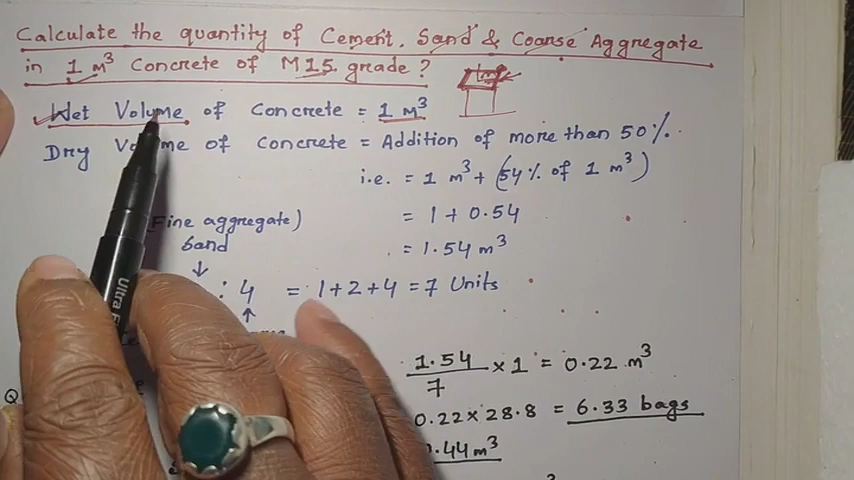 Calculate the quantity of Cement, Sand & Coarse Aggregate
in 1 m³ Concrete of M15 grade?
Wet Volume of Concrete = 1 m³
Dry Volume of Concrete = Addition of more than 50%.
i.e. = 1 m³ + (54% of 1 m³)
= 1 + 0.54
= 1.54 m³
(Fine aggregate)
Sand
: 4 = 1+2+4 = 7 Units
1.54/7 × 1 = 0.22 m³
0.22 × 28.8 = 6.33 bags
0.44 m³
Ultra